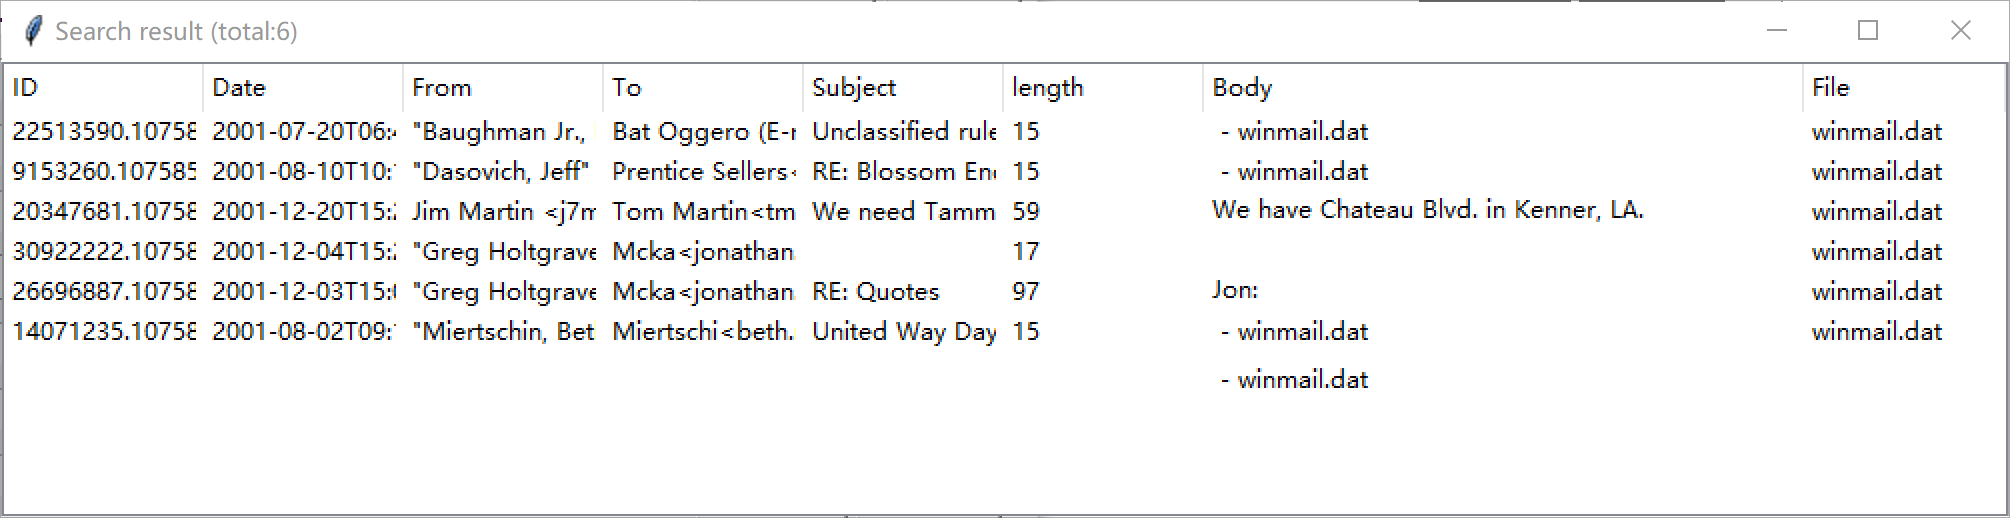 Search result (total:6)
ID Date From To Subject length Body File
22513590.10758 2001-07-20T06:4 "Baughman Jr., Bat Oggero (E-r Unclassified rule 15 - winmail.dat winmail.dat
9153260.107585 2001-08-10T10: "Dasovich, Jeff" Prentice Sellers< RE: Blossom En 15 - winmail.dat winmail.dat
20347681.10758 2001-12-20T15:2 Jim Martin <j7m Tom Martin<tm We need Tamm 59 We have Chateau Blvd. in Kenner, LA. winmail.dat
30922222.10758 2001-12-04T15:2 "Greg Holtgrave Mcka<jonathan. 17 winmail.dat
26696887.10758 2001-12-03T15:0 "Greg Holtgrave Mcka<jonathan. RE: Quotes 97 Jon: winmail.dat
14071235.10758 2001-08-02T09: "Miertschin, Bet Miertschi<beth. United Way Day 15 - winmail.dat winmail.dat
- winmail.dat